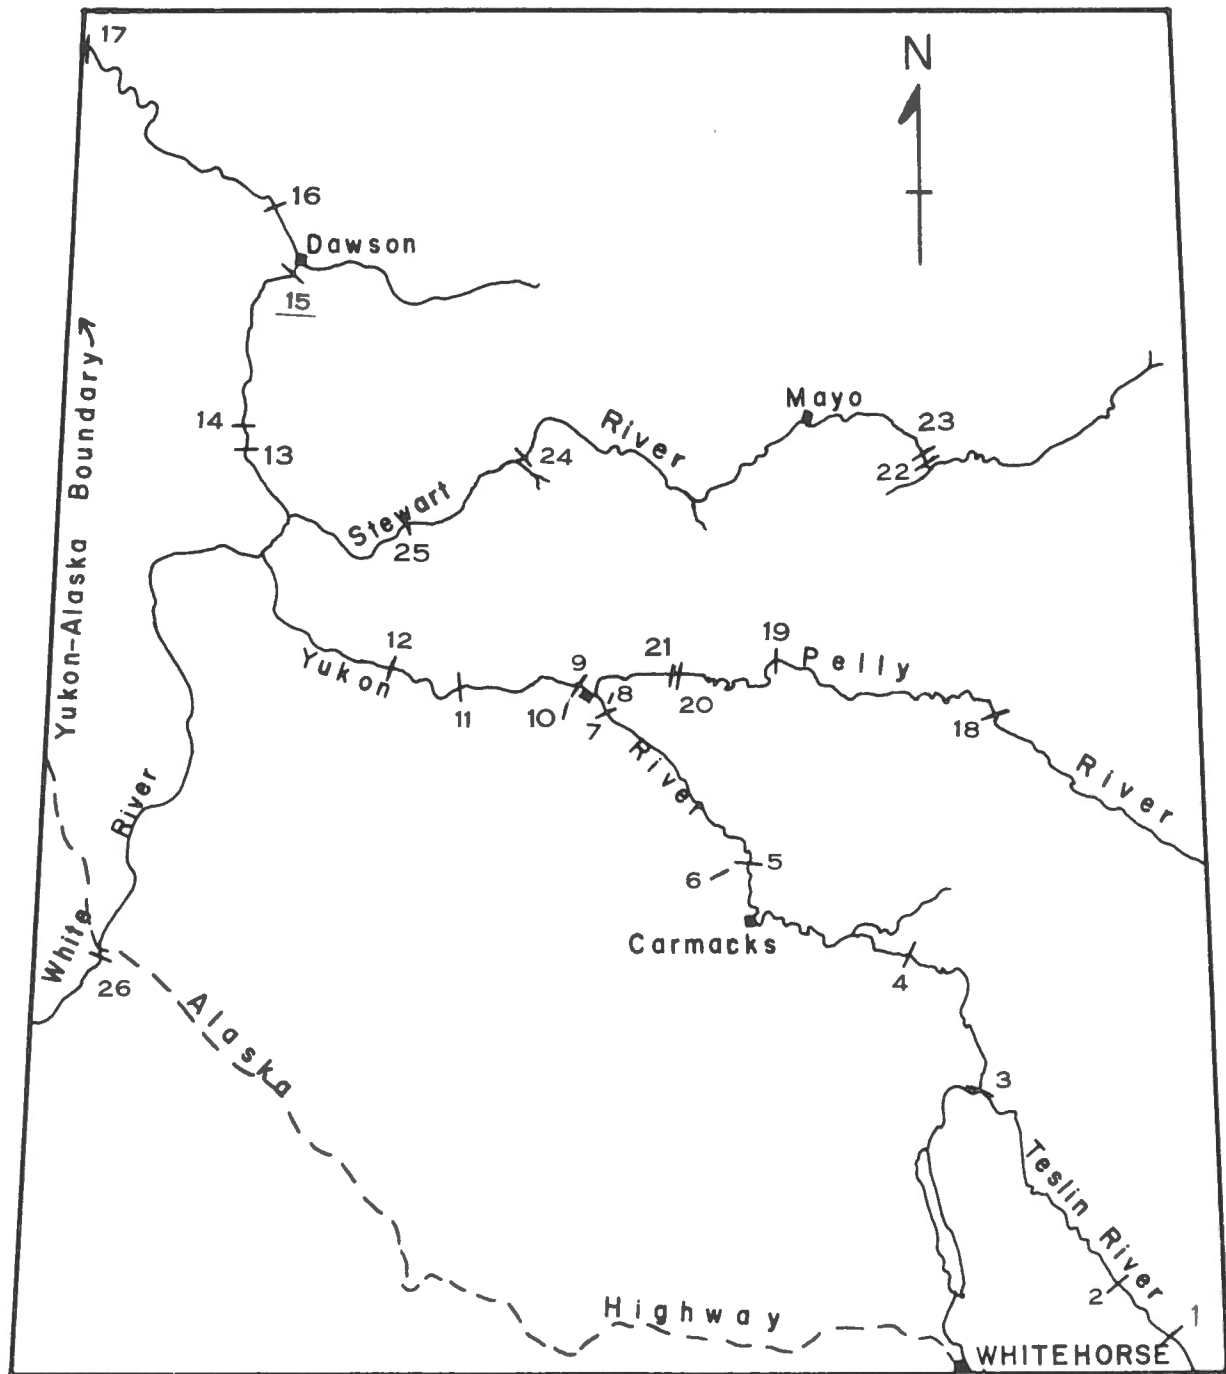 17
N
16
Dawson
15
Yukon-Alaska Boundary
Mayo
14
River
23
13
24
22
Stewart
25
12
21
19
Pelly
Yukon
9
8
20
11
10
7
18
River
River
River
5
6
White
Carmacks
26
4
Alaska
3
Teslin River
2
1
Highway
WHITEHORSE